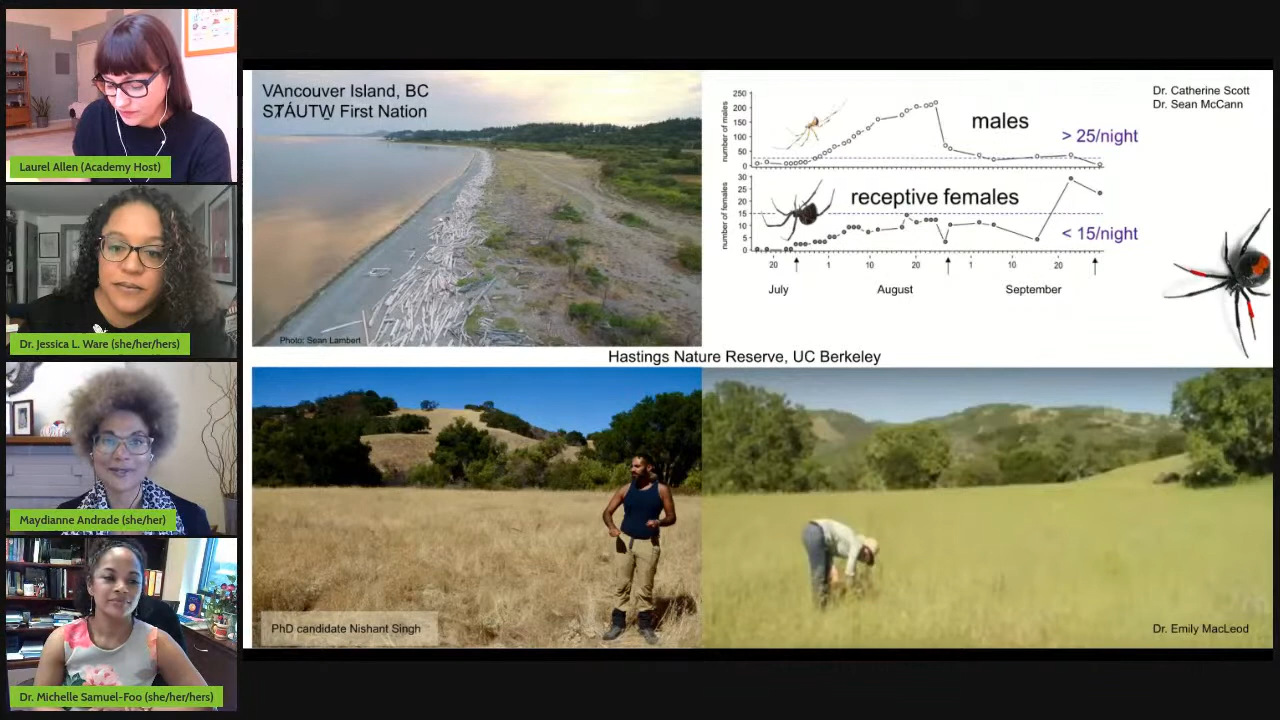 Laurel Allen (Academy Host)
Dr. Jessica L. Ware (she/her/hers)
Maydianne Andrade (she/her)
Dr. Michelle Samuel-Foo (she/her/hers)
VAncouver Island, BC
SȾÁUTW̱ First Nation
Photo: Sean Lambert
Dr. Catherine Scott
Dr. Sean McCann
number of males
250
200
150
100
50
0
males
> 25/night
number of females
30
25
20
15
10
5
0
receptive females
< 15/night
20 1 10 20 1 10 20
July August September
Hastings Nature Reserve, UC Berkeley
PhD candidate Nishant Singh
Dr. Emily MacLeod